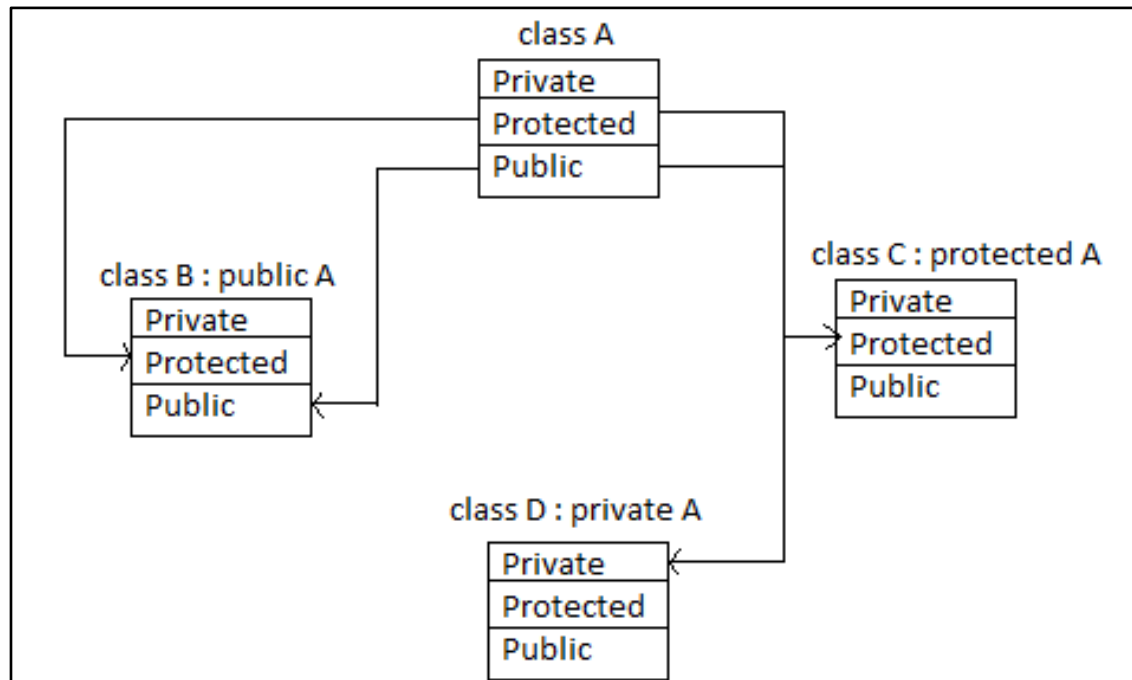 class A
Private
Protected
Public
class B : public A
Private
Protected
Public
class C : protected A
Private
Protected
Public
class D : private A
Private
Protected
Public